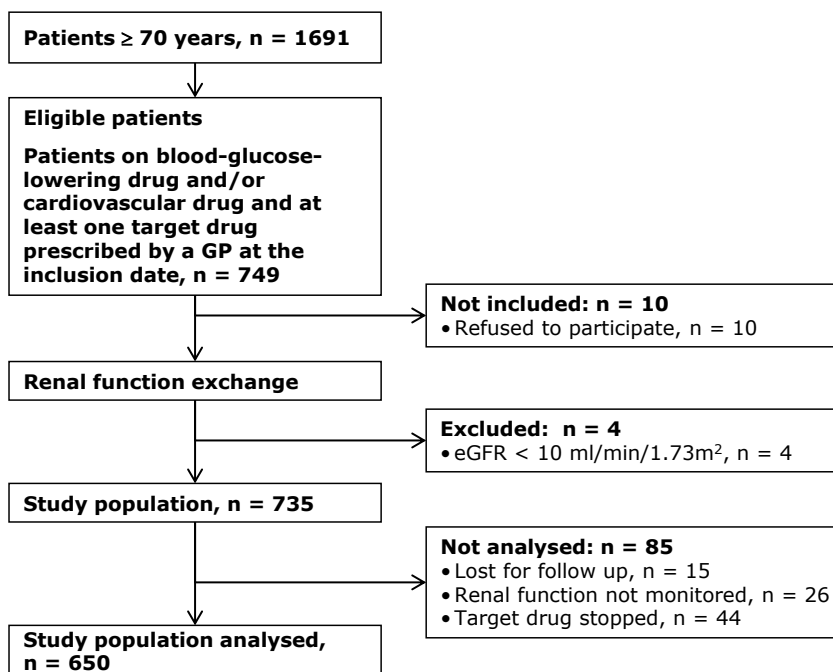 Patients ≥ 70 years, n = 1691
Eligible patients
Patients on blood-glucose-
lowering drug and/or
cardiovascular drug and at
least one target drug
prescribed by a GP at the
inclusion date, n = 749
Not included: n = 10
• Refused to participate, n = 10
Renal function exchange
Excluded:  n = 4
• eGFR < 10 ml/min/1.73m², n = 4
Study population, n = 735
Not analysed: n = 85
• Lost for follow up, n = 15
• Renal function not monitored, n = 26
• Target drug stopped, n = 44
Study population analysed,
n = 650